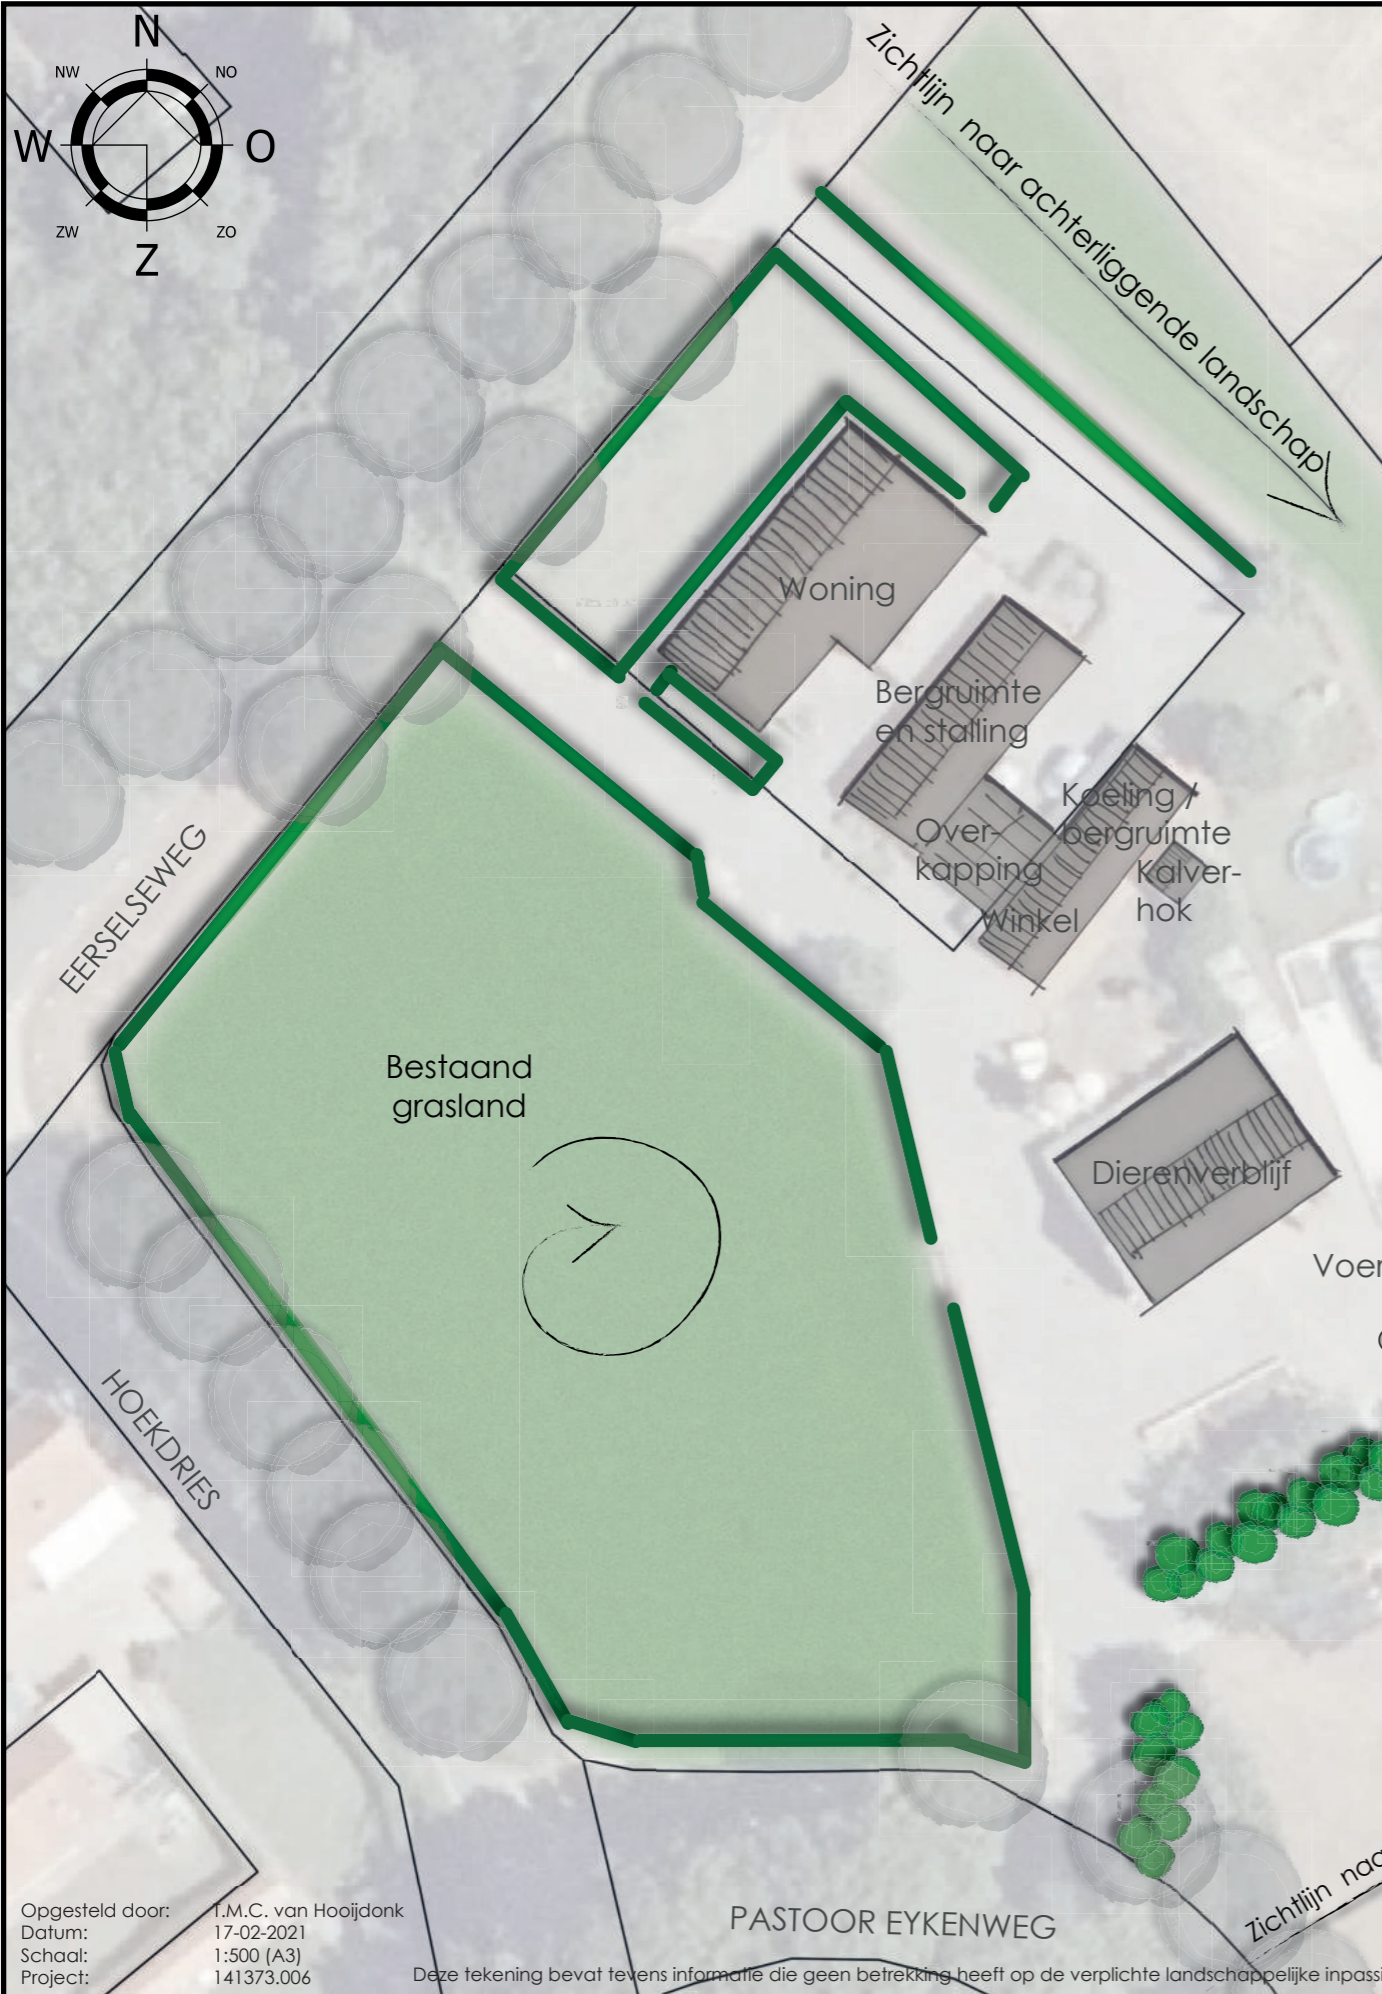 N
NW
NO
W
O
ZW
ZO
Z
Zichtlijn naar achterliggende landschap
Woning
Bergruimte
en stalling
Koeling /
bergruimte
Over-
kapping
Kalver-
hok
Winkel
EERSELSEWEG
Bestaand
grasland
Dierenverblijf
Voer
HOEKDRIES
Zichtlijn naa
PASTOOR EYKENWEG
Opgesteld door: T.M.C. van Hooijdonk
Datum: 17-02-2021
Schaal: 1:500 (A3)
Project: 141373.006
Deze tekening bevat tevens informatie die geen betrekking heeft op de verplichte landschappelijke inpassi